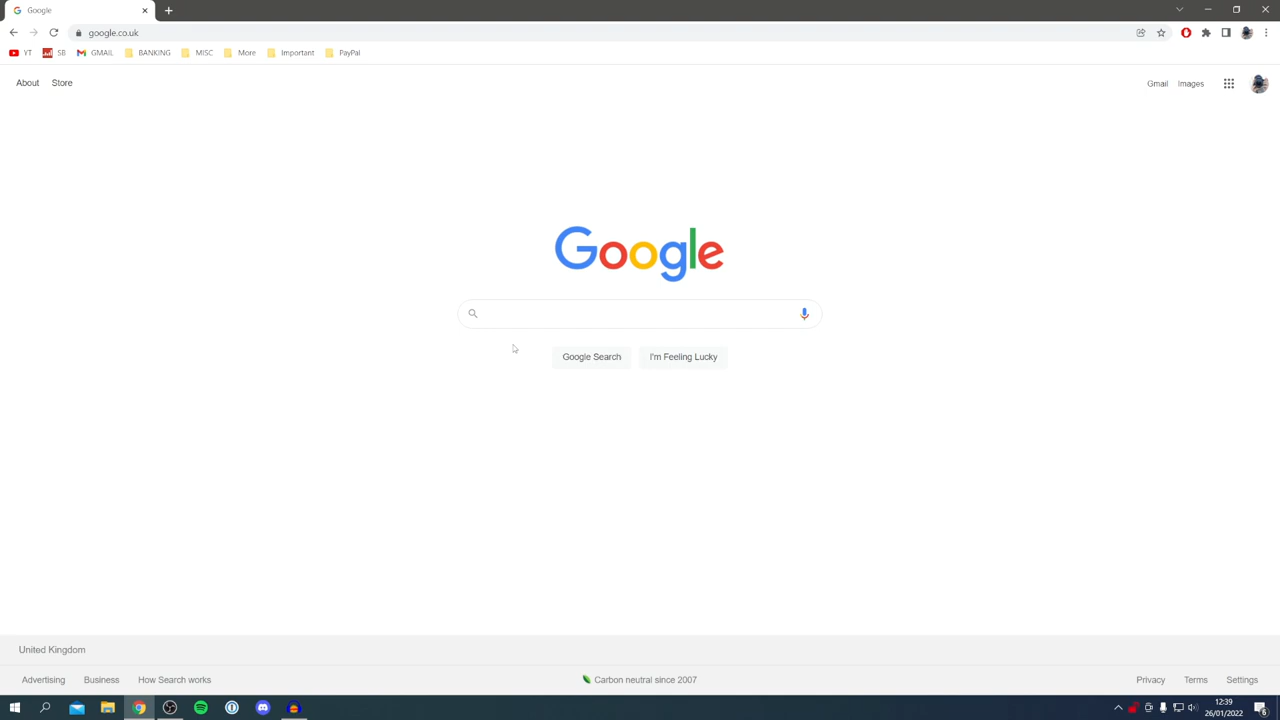 Google
google.co.uk
YT SB GMAIL BANKING MISC More Important PayPal
About Store Gmail Images
Google
Google Search I'm Feeling Lucky
United Kingdom
Advertising Business How Search works Carbon neutral since 2007 Privacy Terms Settings
12:39
26/01/2022 6